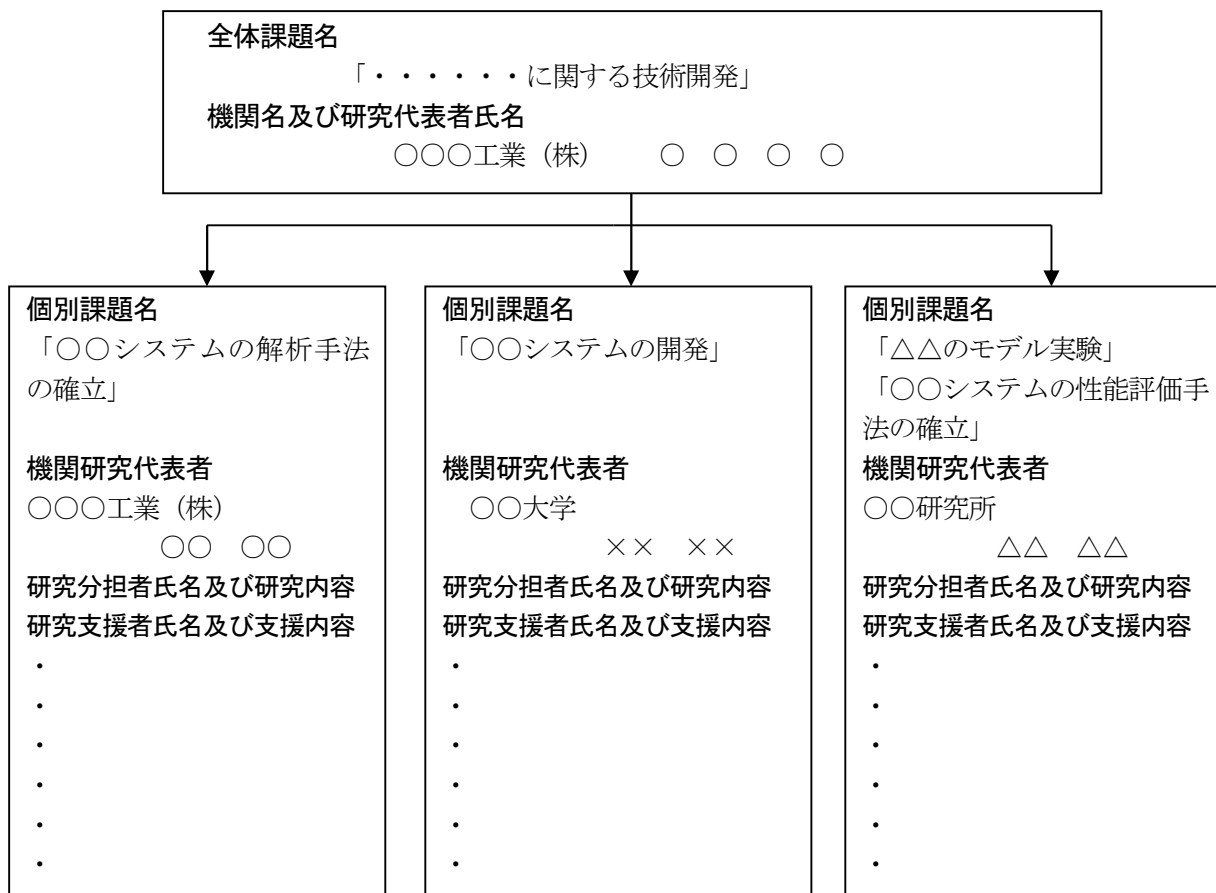 全体課題名
「・・・・・・に関する技術開発」
機関名及び研究代表者氏名
○○○工業（株）　　○　○　○　○
個別課題名
「○○システムの解析手法
の確立」
機関研究代表者
○○○工業（株）
○○　○○
研究分担者氏名及び研究内容
研究支援者氏名及び支援内容
・
・
・
・
・
・
個別課題名
「○○システムの開発」
機関研究代表者
○○大学
××　××
研究分担者氏名及び研究内容
研究支援者氏名及び支援内容
・
・
・
・
・
・
個別課題名
「△△のモデル実験」
「○○システムの性能評価手
法の確立」
機関研究代表者
○○研究所
△△　△△
研究分担者氏名及び研究内容
研究支援者氏名及び支援内容
・
・
・
・
・
・